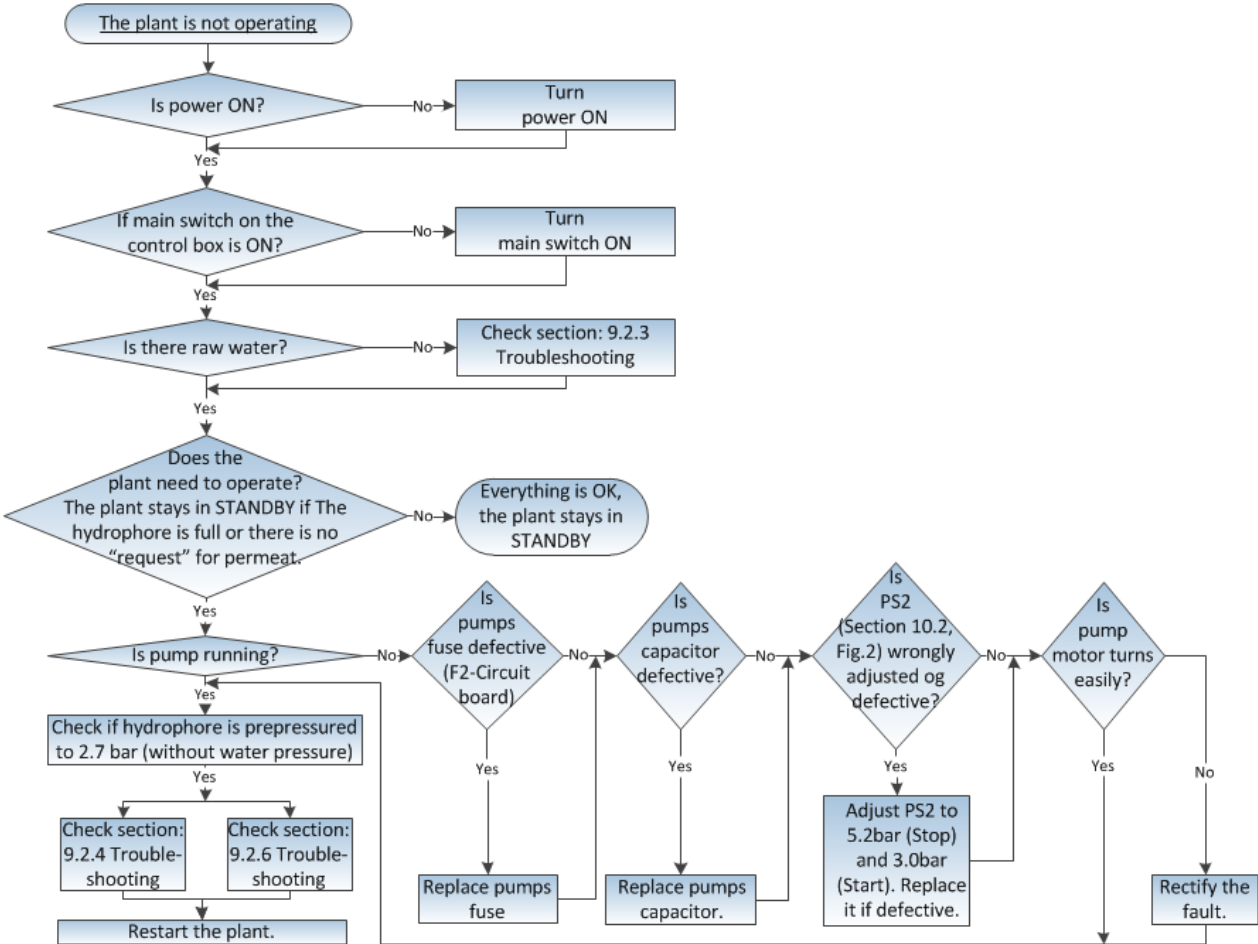 The plant is not operating
Is power ON?
No
Turn
power ON
Yes
If main switch on the
control box is ON?
No
Turn
main switch ON
Yes
Is there raw water?
No
Check section: 9.2.3
Troubleshooting
Yes
Does the
plant need to operate?
The plant stays in STANDBY if The
hydrophore is full or there is no
“request” for permeat.
No
Everything is OK,
the plant stays in
STANDBY
Yes
Is pump running?
No
Is
pumps
fuse defective
(F2-Circuit
board)
No
Is
pumps
capacitor
defective?
No
Is
PS2
(Section 10.2,
Fig.2) wrongly
adjusted og
defective?
No
Is
pump
motor turns
easily?
Yes
Check if hydrophore is prepressured
to 2.7 bar (without water pressure)
Yes
Check section:
9.2.4 Trouble-
shooting
Check section:
9.2.6 Trouble-
shooting
Restart the plant.
Yes
Replace pumps
fuse
Yes
Replace pumps
capacitor.
Yes
Adjust PS2 to
5.2bar (Stop)
and 3.0bar
(Start). Replace
it if defective.
Yes
No
Rectify the
fault.